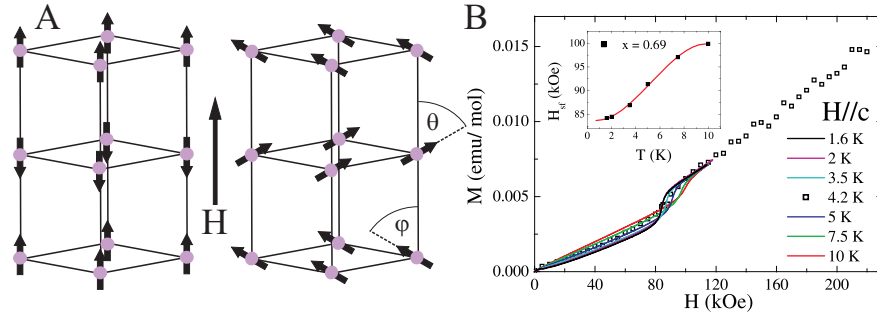 A
H
θ
φ
B
0.015
0.010
0.005
0.000
M (emu/ mol)
0
40
80
120
160
200
H (kOe)
100
95
90
85
H_sf (kOe)
x = 0.69
0
2
4
6
8
10
T (K)
H//c
1.6 K
2 K
3.5 K
4.2 K
5 K
7.5 K
10 K